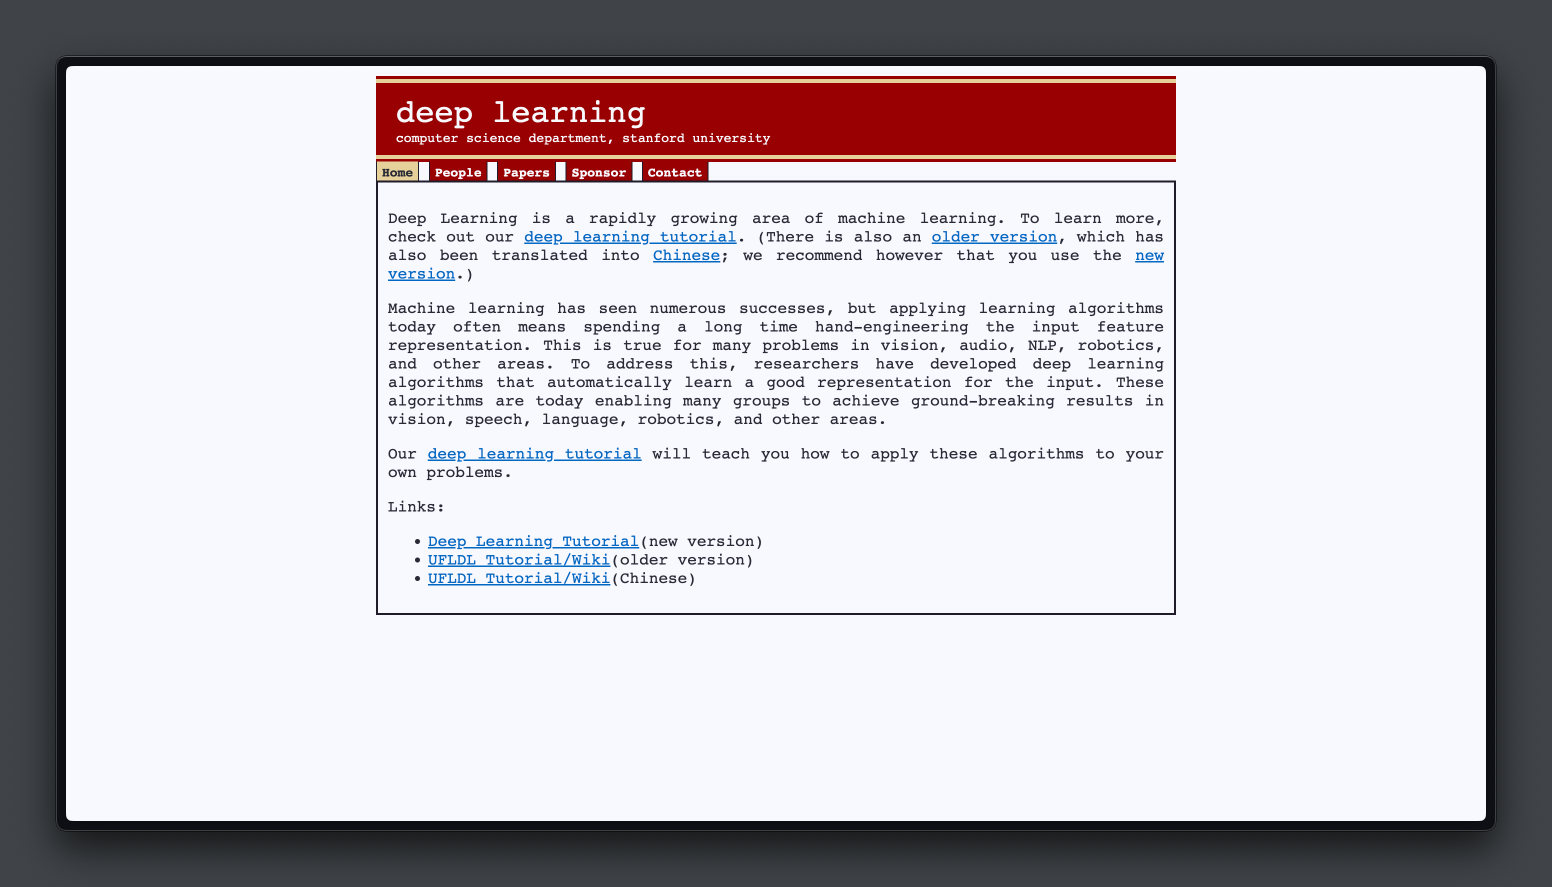 deep learning
computer science department, stanford university
Home People Papers Sponsor Contact
Deep Learning is a rapidly growing area of machine learning. To learn more,
check out our deep learning tutorial. (There is also an older version, which has
also been translated into Chinese; we recommend however that you use the new
version.)
Machine learning has seen numerous successes, but applying learning algorithms
today often means spending a long time hand-engineering the input feature
representation. This is true for many problems in vision, audio, NLP, robotics,
and other areas. To address this, researchers have developed deep learning
algorithms that automatically learn a good representation for the input. These
algorithms are today enabling many groups to achieve ground-breaking results in
vision, speech, language, robotics, and other areas.
Our deep learning tutorial will teach you how to apply these algorithms to your
own problems.
Links:
• Deep Learning Tutorial(new version)
• UFLDL Tutorial/Wiki(older version)
• UFLDL Tutorial/Wiki(Chinese)